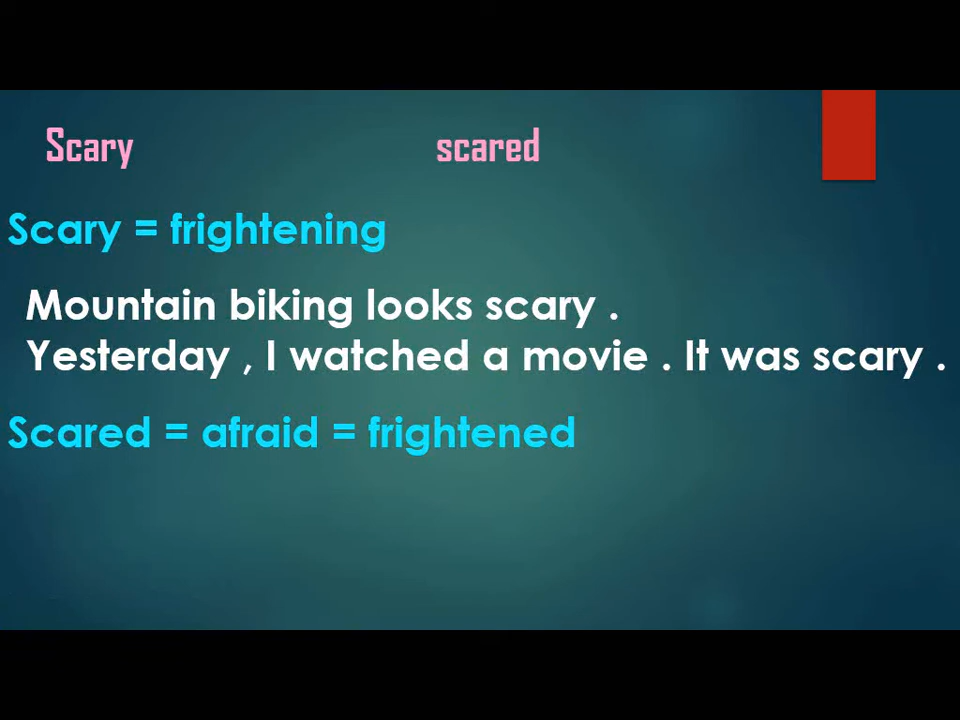 Scary scared
Scary = frightening
Mountain biking looks scary .
Yesterday , I watched a movie . It was scary .
Scared = afraid = frightened